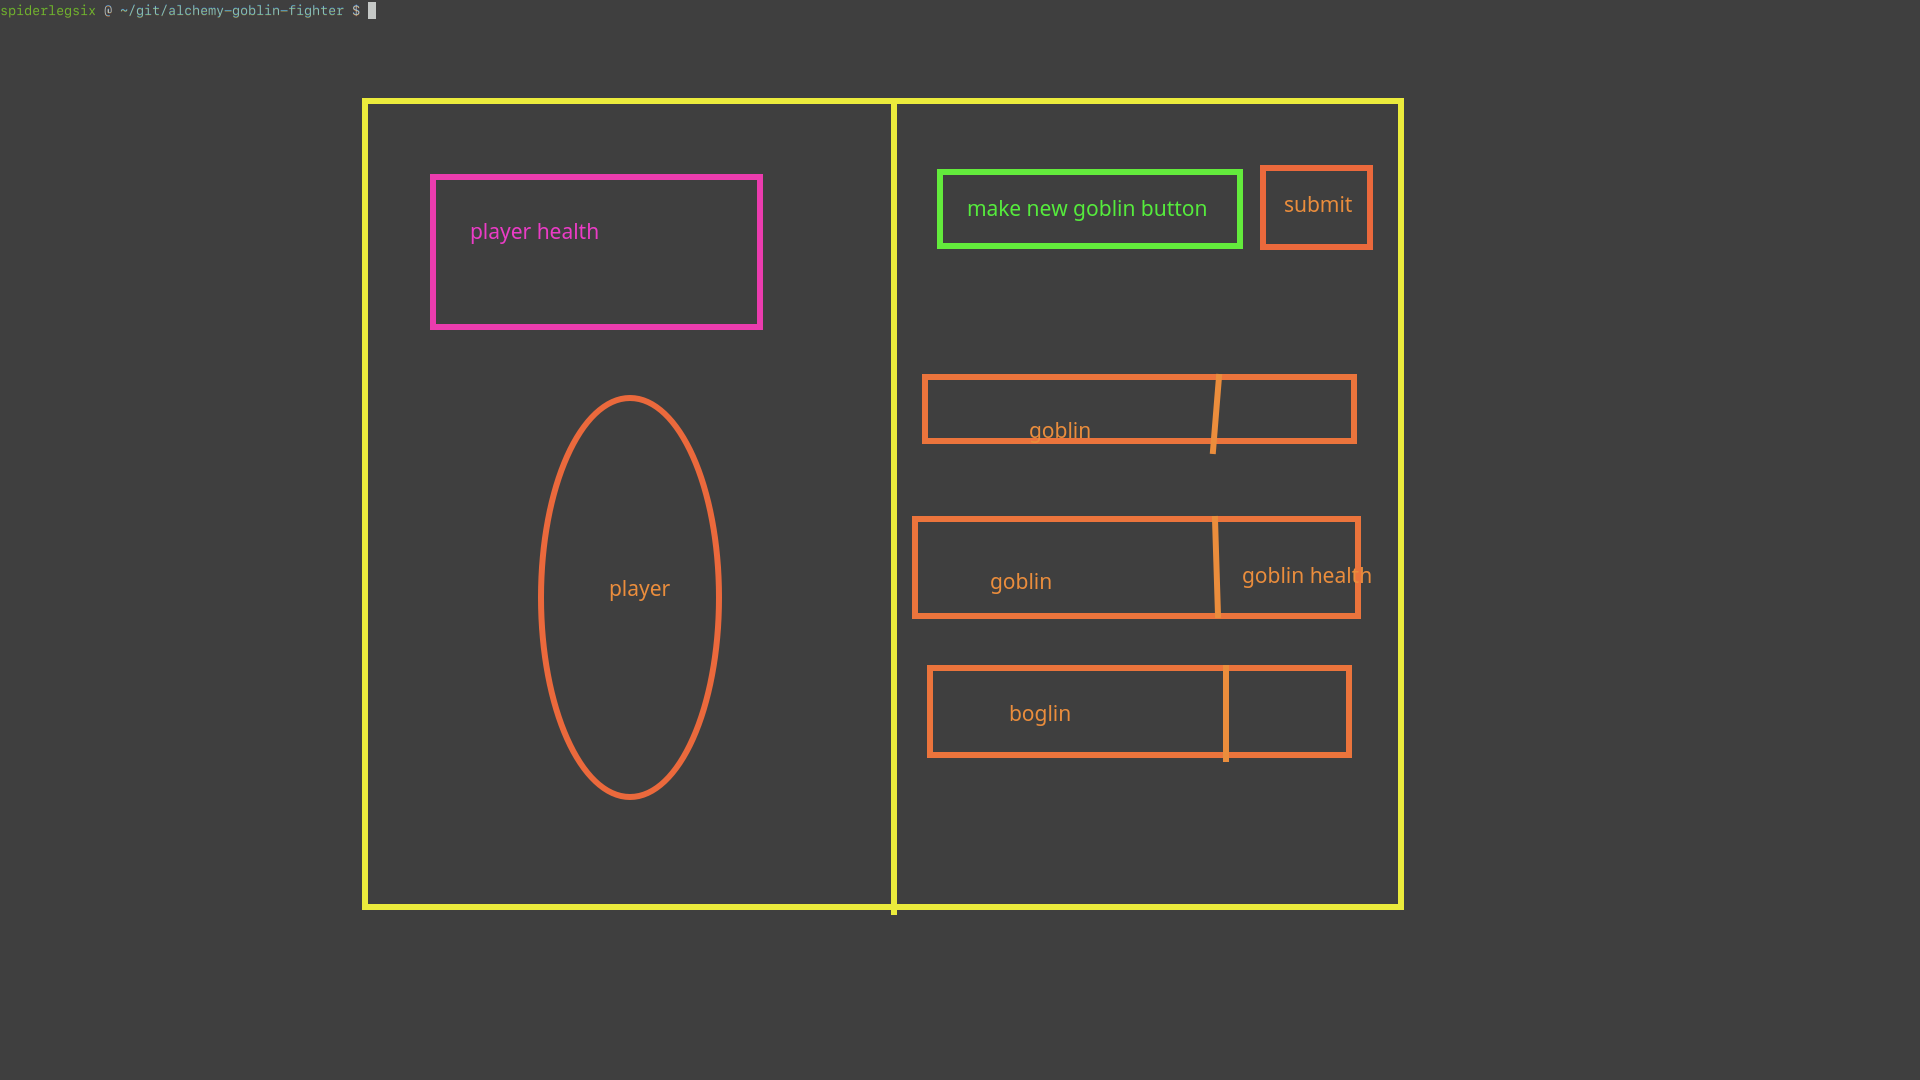 spiderlegsix @ ~/git/alchemy-goblin-fighter $
player health
player
make new goblin button
submit
goblin
goblin
goblin health
boglin